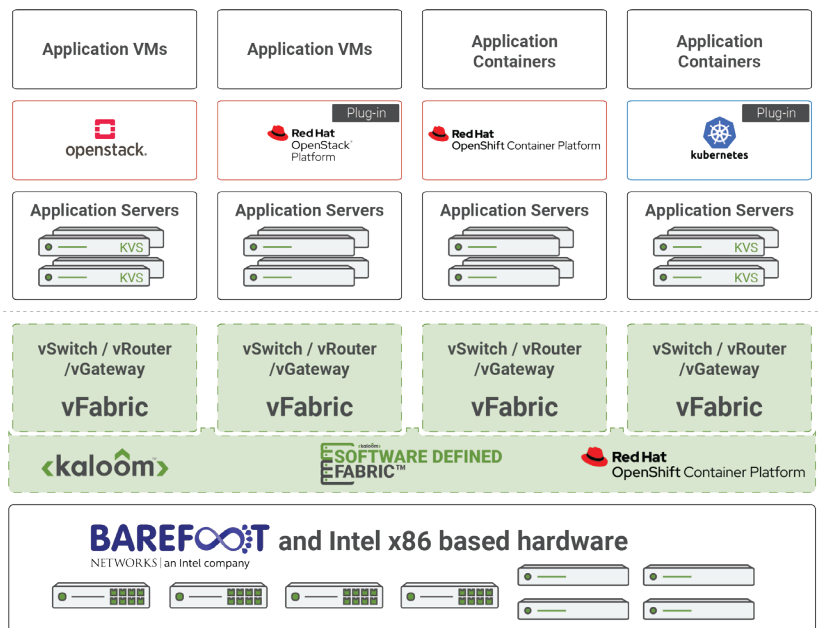 Application VMs
Application VMs
Application
Containers
Application
Containers
openstack.
Plug-in
Red Hat
OpenStack®
Platform
Red Hat
OpenShift Container Platform
Plug-in
kubernetes
Application Servers
KVS
KVS
Application Servers
Application Servers
Application Servers
KVS
KVS
vSwitch / vRouter
/vGateway
vFabric
vSwitch / vRouter
/vGateway
vFabric
vSwitch / vRouter
/vGateway
vFabric
vSwitch / vRouter
/vGateway
vFabric
‹kaloôm›™
‹kaloôm›
SOFTWARE DEFINED
FABRIC™
Red Hat
OpenShift Container Platform
BAREFOOT
NETWORKS | an Intel company
and Intel x86 based hardware